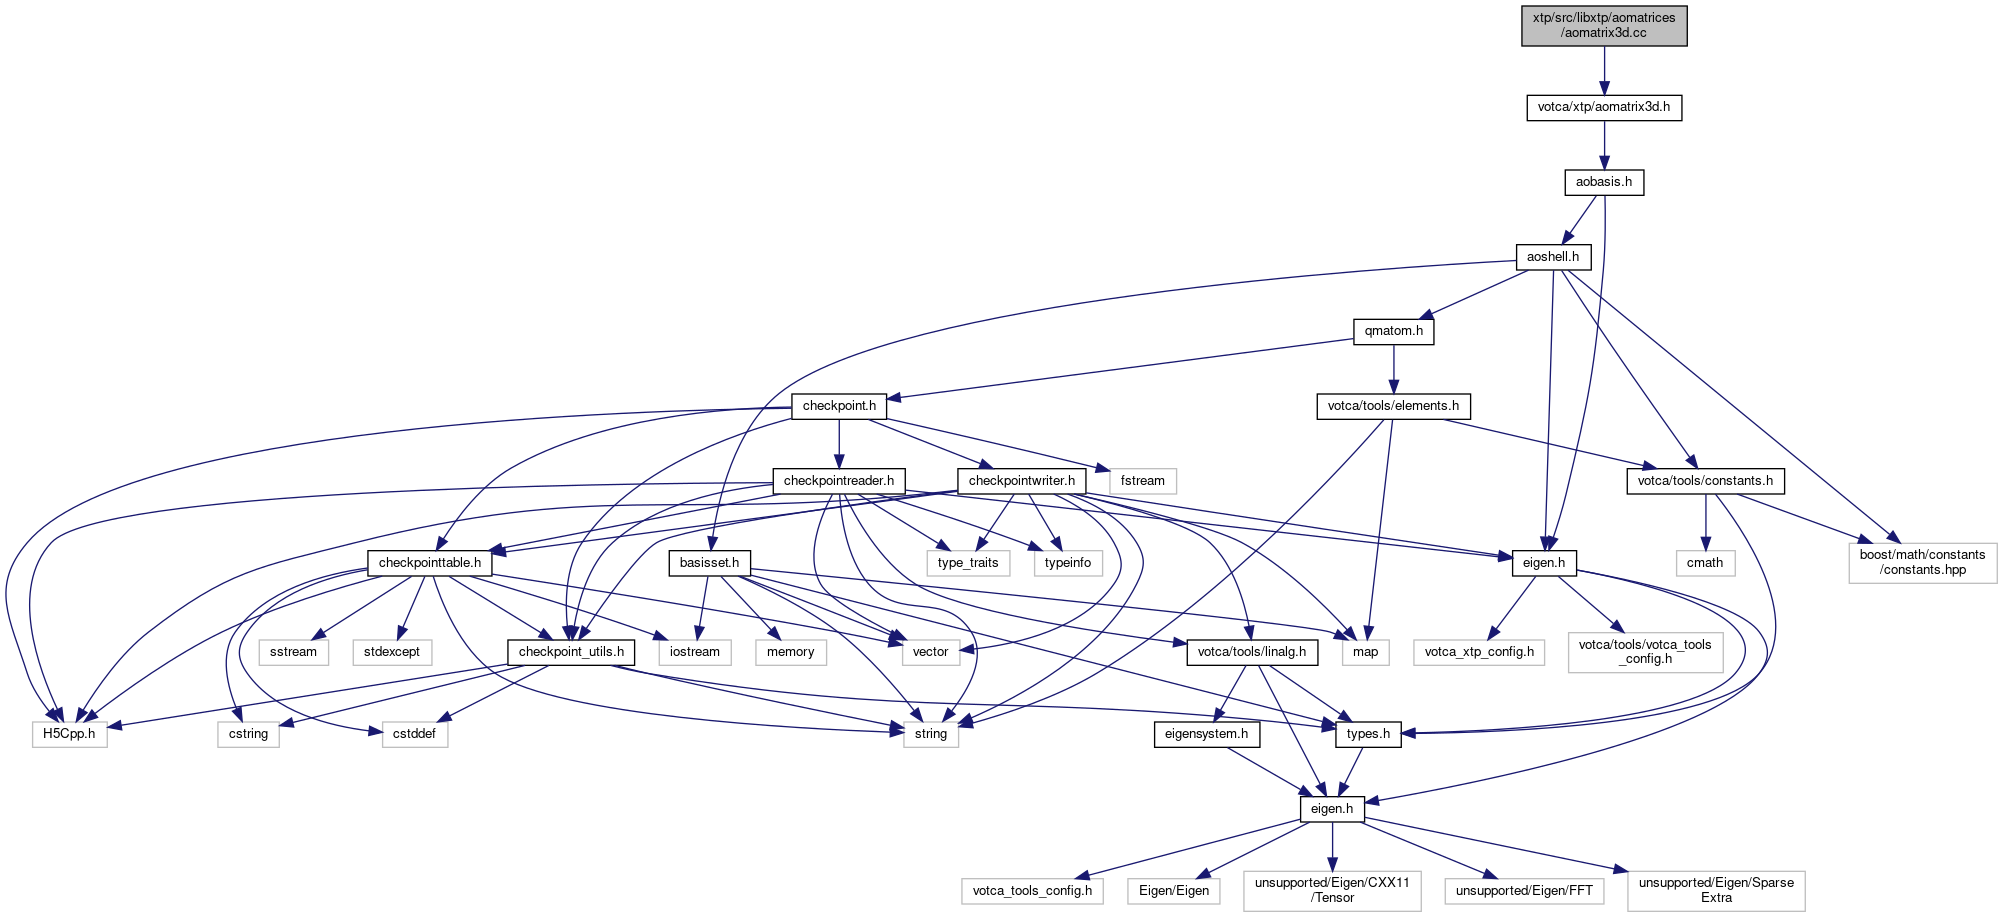 xtp/src/libxtp/aomatrices
/aomatrix3d.cc
votca/xtp/aomatrix3d.h
aobasis.h
aoshell.h
qmatom.h
checkpoint.h
votca/tools/elements.h
checkpointreader.h
checkpointwriter.h
fstream
votca/tools/constants.h
checkpointtable.h
basisset.h
type_traits
typeinfo
eigen.h
cmath
boost/math/constants
/constants.hpp
sstream
stdexcept
checkpoint_utils.h
iostream
memory
vector
votca/tools/linalg.h
map
votca_xtp_config.h
votca/tools/votca_tools
_config.h
H5Cpp.h
cstring
cstddef
string
eigensystem.h
types.h
eigen.h
votca_tools_config.h
Eigen/Eigen
unsupported/Eigen/CXX11
/Tensor
unsupported/Eigen/FFT
unsupported/Eigen/Sparse
Extra